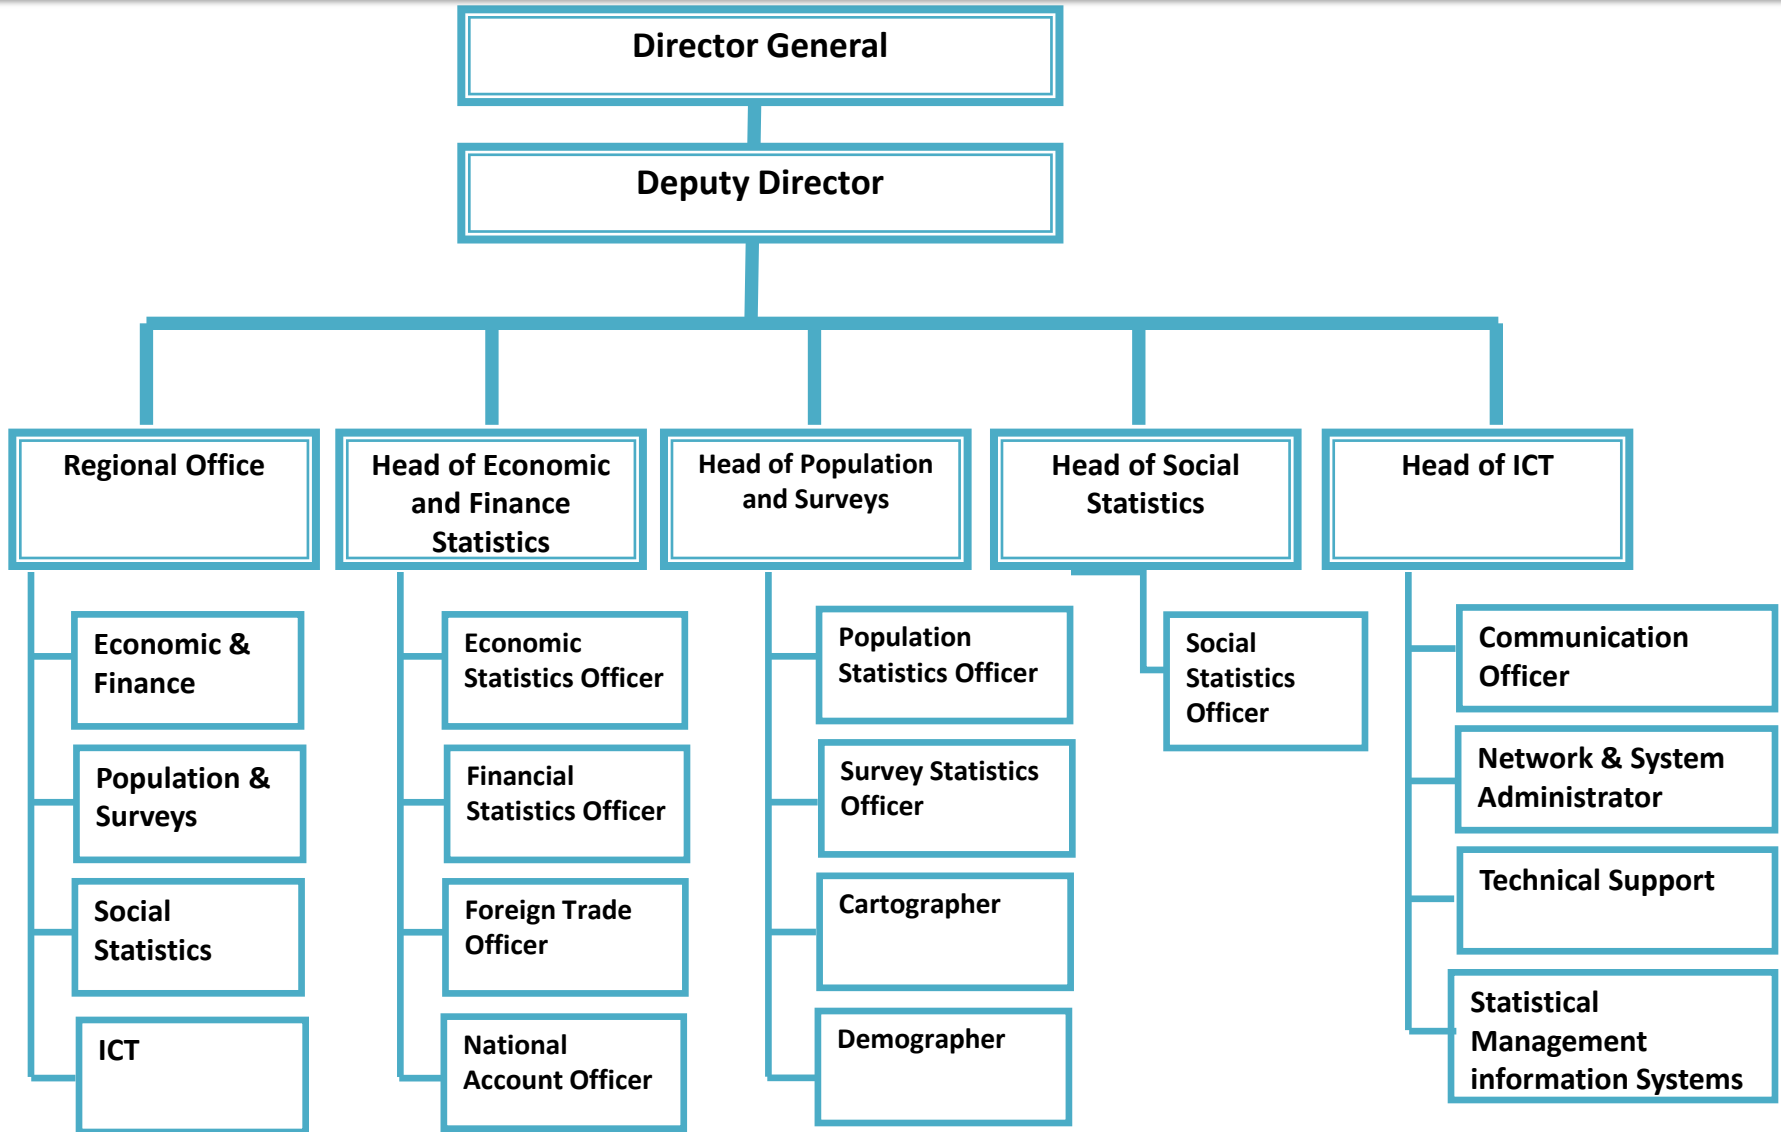 Director General
Deputy Director
Regional Office
Head of Economic
and Finance
Statistics
Head of Population
and Surveys
Head of Social
Statistics
Head of ICT
Economic &
Finance
Population &
Surveys
Social
Statistics
ICT
Economic
Statistics Officer
Financial
Statistics Officer
Foreign Trade
Officer
National
Account Officer
Population
Statistics Officer
Survey Statistics
Officer
Cartographer
Demographer
Social
Statistics
Officer
Communication
Officer
Network & System
Administrator
Technical Support
Statistical
Management
information Systems